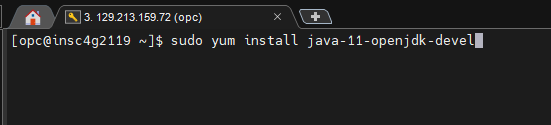 3. 129.213.159.72 (opc)
[opc@insc4g2119 ~]$ sudo yum install java-11-openjdk-devel